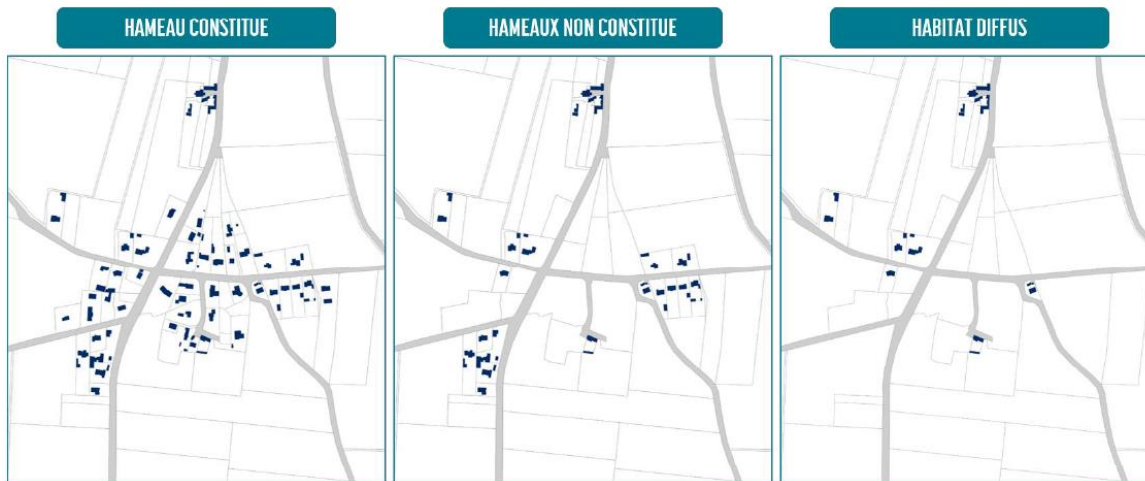 HAMEAU CONSTITUE
HAMEAUX NON CONSTITUE
HABITAT DIFFUS